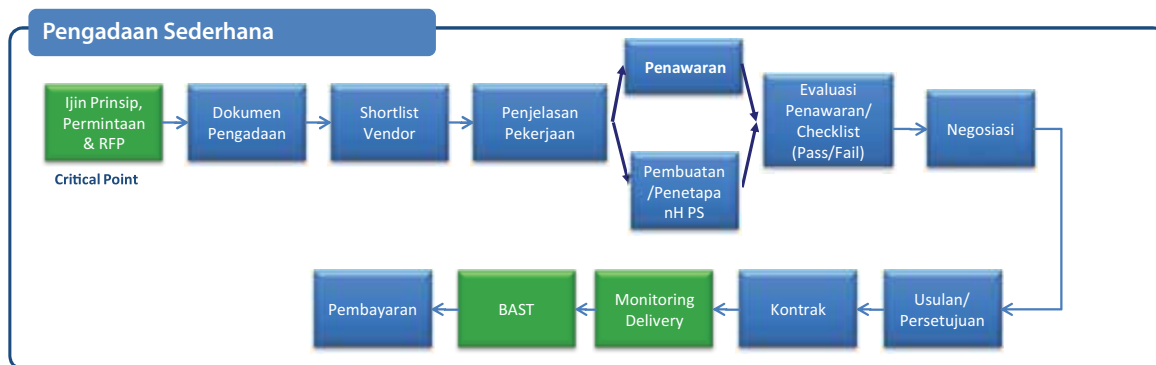 Pengadaan Sederhana
Ijin Prinsip,
Permintaan
& RFP
Critical Point
Dokumen
Pengadaan
Shortlist
Vendor
Penjelasan
Pekerjaan
Penawaran
Pembuatan
/Penetapa
nH PS
Evaluasi
Penawaran/
Checklist
(Pass/Fail)
Negosiasi
Usulan/
Persetujuan
Kontrak
Monitoring
Delivery
BAST
Pembayaran